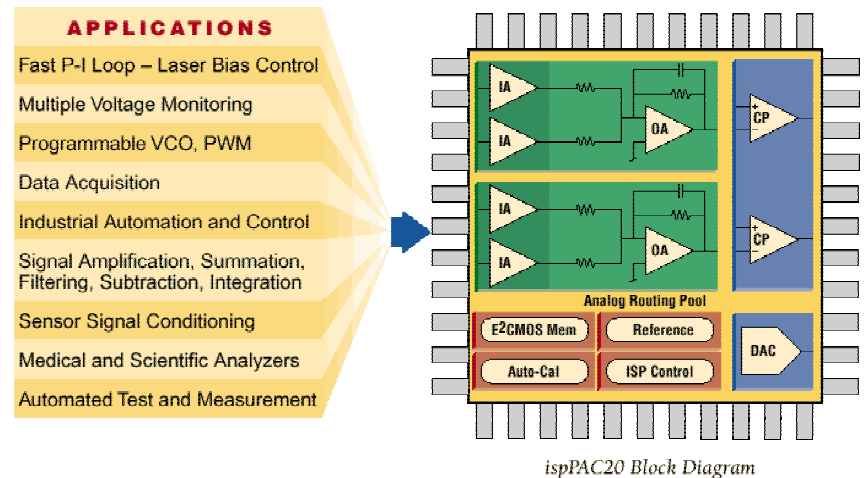 APPLICATIONS
Fast P-I Loop – Laser Bias Control
Multiple Voltage Monitoring
Programmable VCO, PWM
Data Acquisition
Industrial Automation and Control
Signal Amplification, Summation,
Filtering, Subtraction, Integration
Sensor Signal Conditioning
Medical and Scientific Analyzers
Automated Test and Measurement
IA
IA
OA
+
–
CP
IA
IA
OA
+
–
CP
Analog Routing Pool
E²CMOS Mem
Reference
Auto-Cal
ISP Control
DAC
ispPAC20 Block Diagram